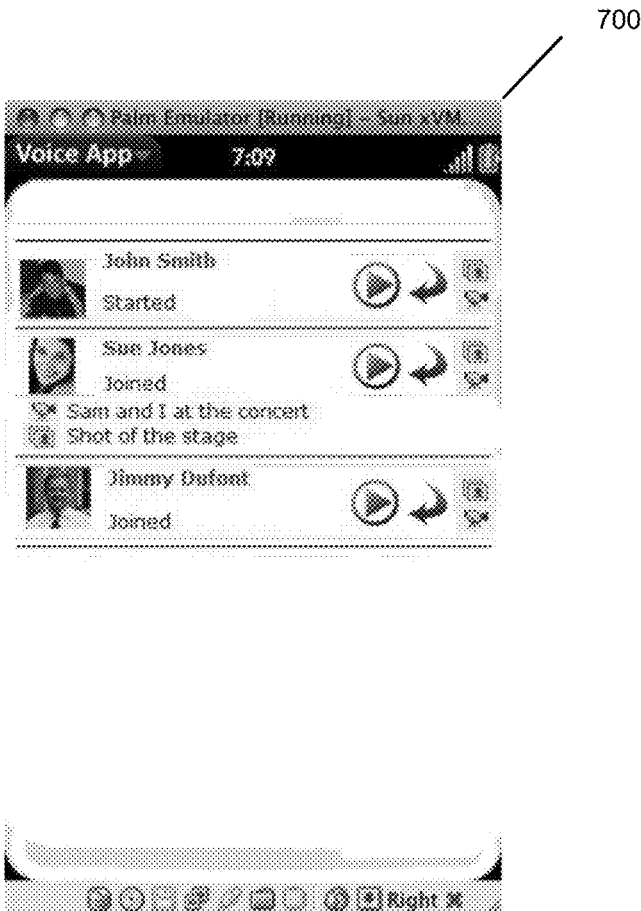 700
Palm Emulator [Running] - Sun xVM...
Voice App 7:09
John Smith
Started
Sue Jones
Joined
Sam and I at the concert
Shot of the stage
Jimmy Dufont
Joined
Right ⌘